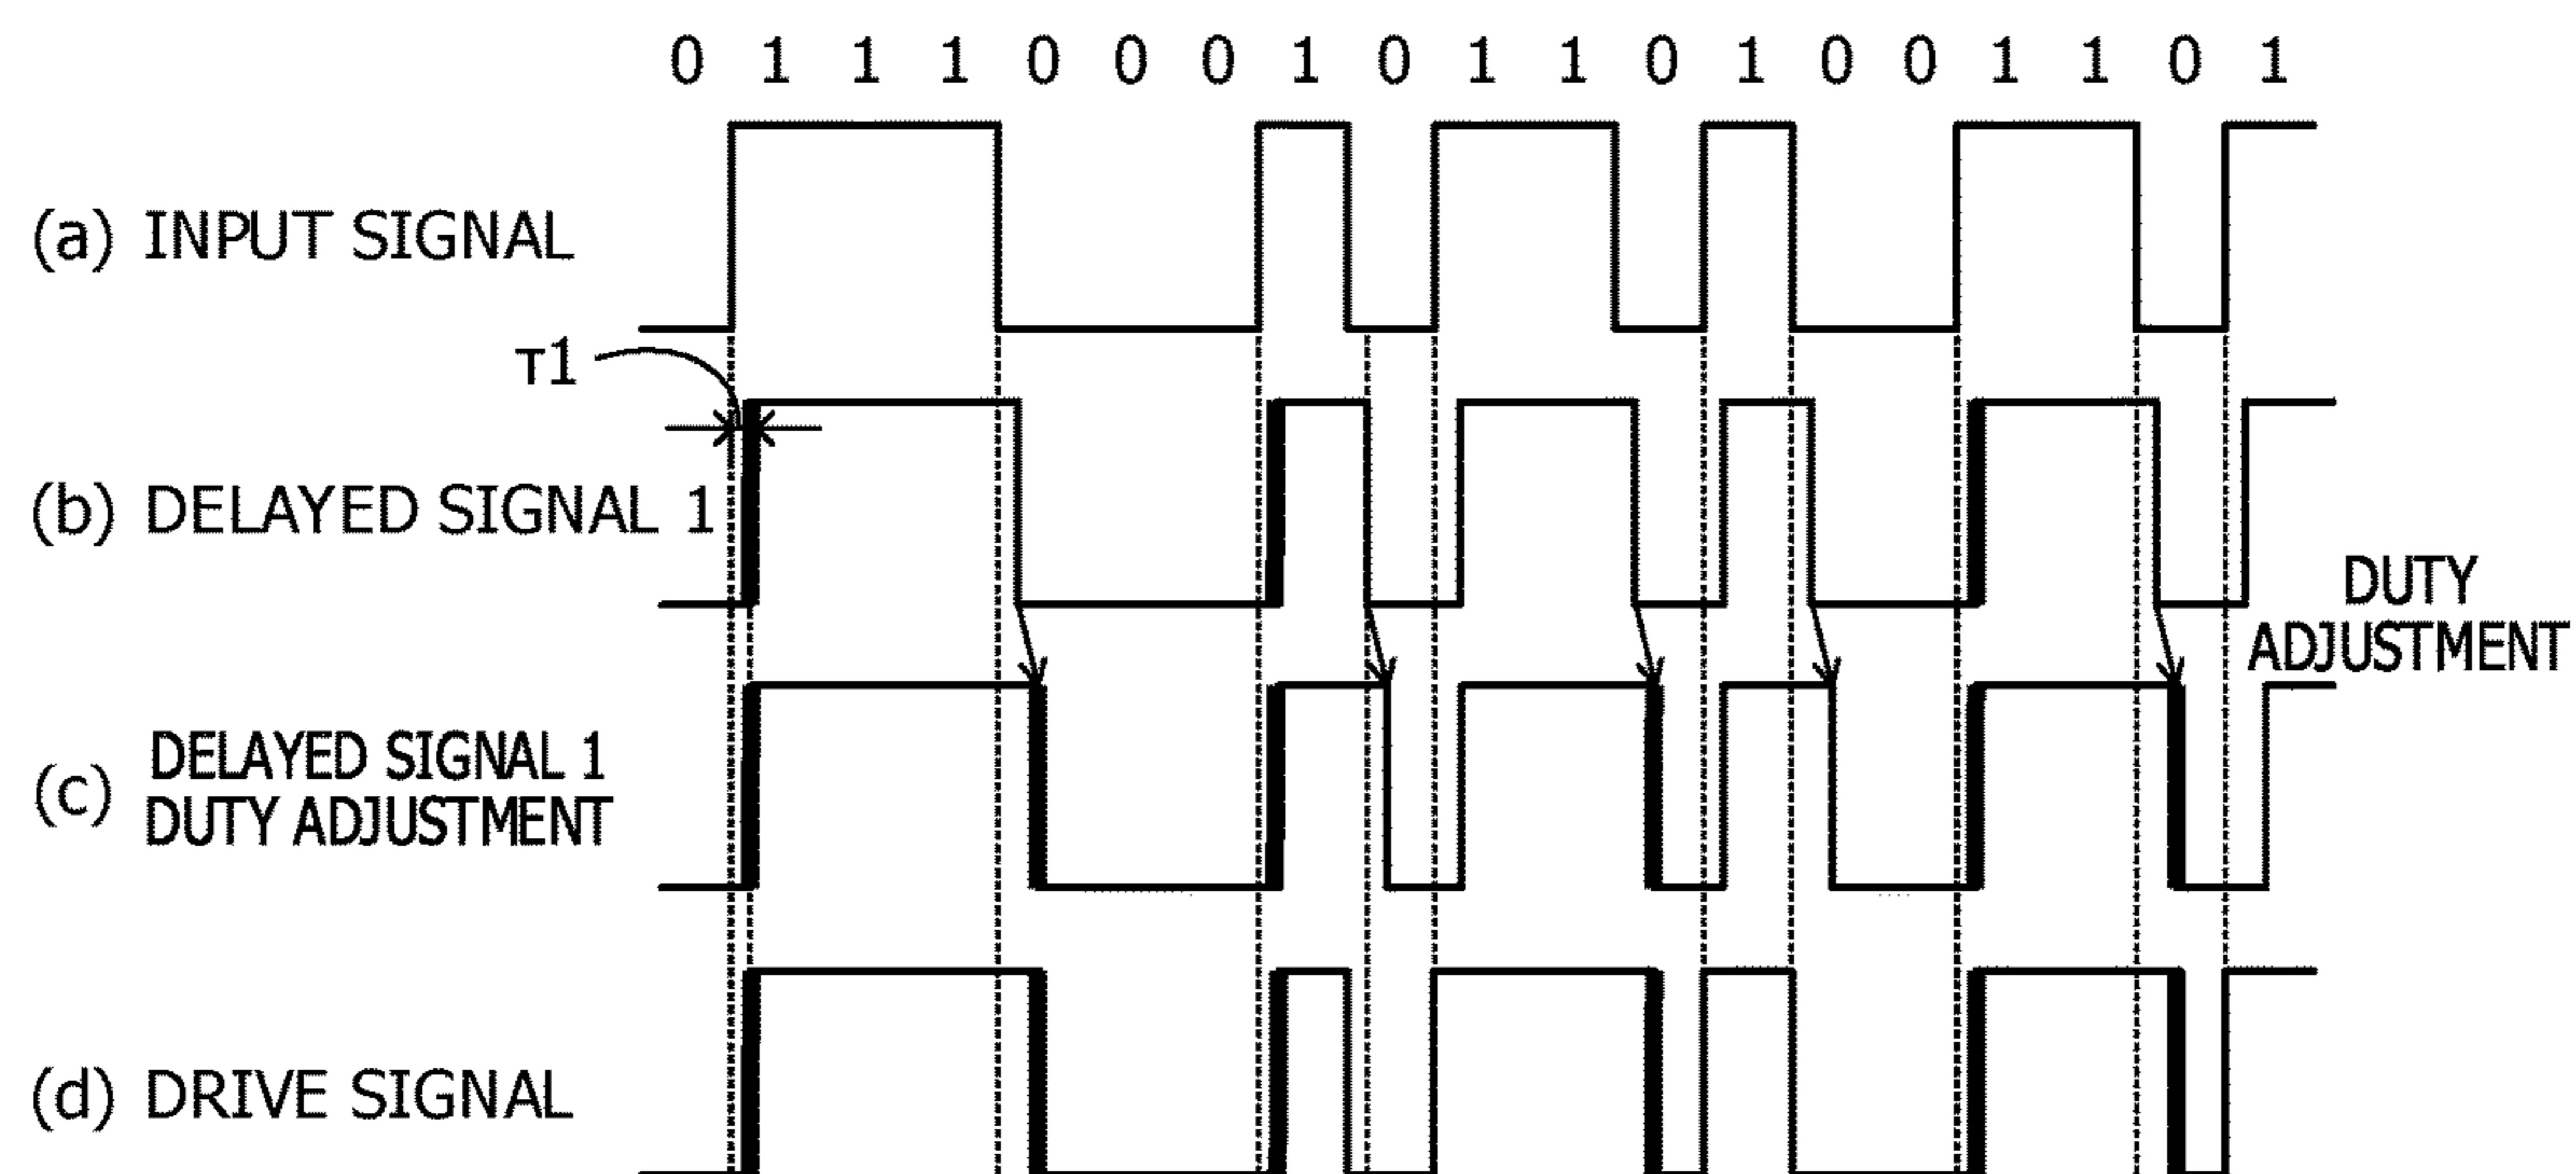 0 1 1 1 0 0 0 1 0 1 1 0 1 0 0 1 1 0 1
(a) INPUT SIGNAL
τ1
(b) DELAYED SIGNAL 1
DUTY
ADJUSTMENT
(c) DELAYED SIGNAL 1
DUTY ADJUSTMENT
(d) DRIVE SIGNAL